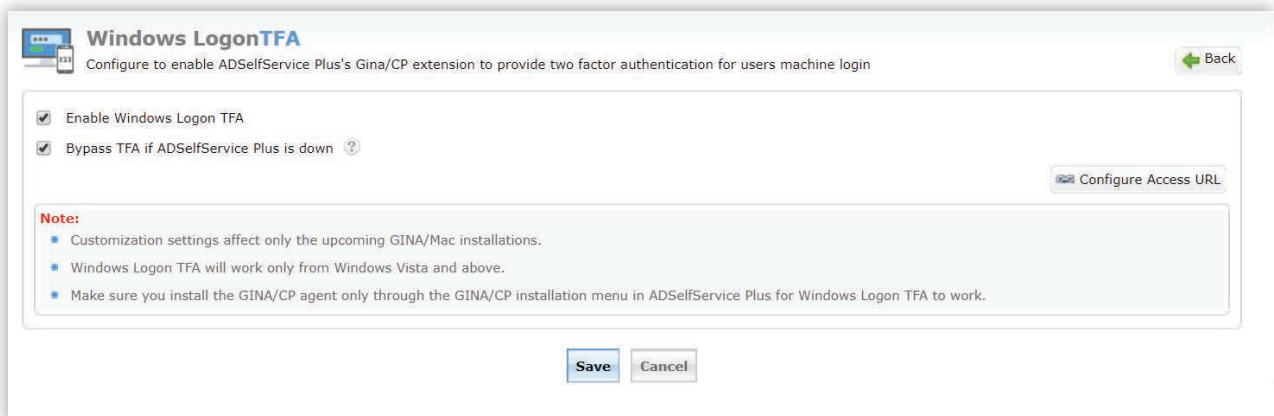 Windows LogonTFA
Configure to enable ADSelfService Plus's Gina/CP extension to provide two factor authentication for users machine login
Back
Enable Windows Logon TFA
Bypass TFA if ADSelfService Plus is down ?
Configure Access URL
Note:
Customization settings affect only the upcoming GINA/Mac installations.
Windows Logon TFA will work only from Windows Vista and above.
Make sure you install the GINA/CP agent only through the GINA/CP installation menu in ADSelfService Plus for Windows Logon TFA to work.
Save Cancel